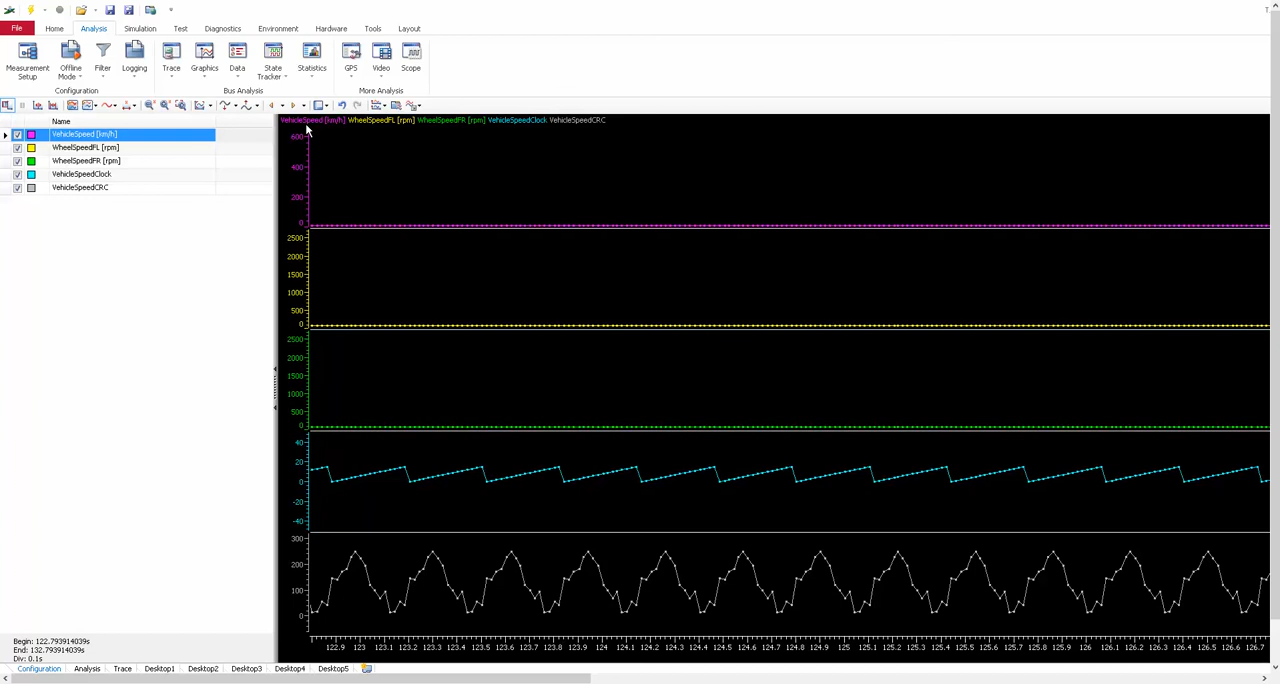 T
File Home Analysis Simulation Test Diagnostics Environment Hardware Tools Layout
Measurement Setup Offline Mode Filter Logging Trace Graphics Data State Tracker Statistics GPS Video Scope
Configuration Bus Analysis More Analysis
Name
VehicleSpeed [km/h]
WheelSpeedFL [rpm]
WheelSpeedFR [rpm]
VehicleSpeedClock
VehicleSpeedCRC
VehicleSpeed [km/h] WheelSpeedFL [rpm] WheelSpeedFR [rpm] VehicleSpeedClock VehicleSpeedCRC
600
400
200
0
2500
2000
1500
1000
500
0
2500
2000
1500
1000
500
0
40
20
0
-20
-40
300
200
100
0
122.9 123 123.1 123.2 123.3 123.4 123.5 123.6 123.7 123.8 123.9 124 124.1 124.2 124.3 124.4 124.5 124.6 124.7 124.8 124.9 125 125.1 125.2 125.3 125.4 125.5 125.6 125.7 125.8 125.9 126 126.1 126.2 126.3 126.4 126.5 126.6 126.7
Begin: 122.793914039s
End: 132.793914039s
Div: 0.1s
Configuration Analysis Trace Desktop1 Desktop2 Desktop3 Desktop4 Desktop5